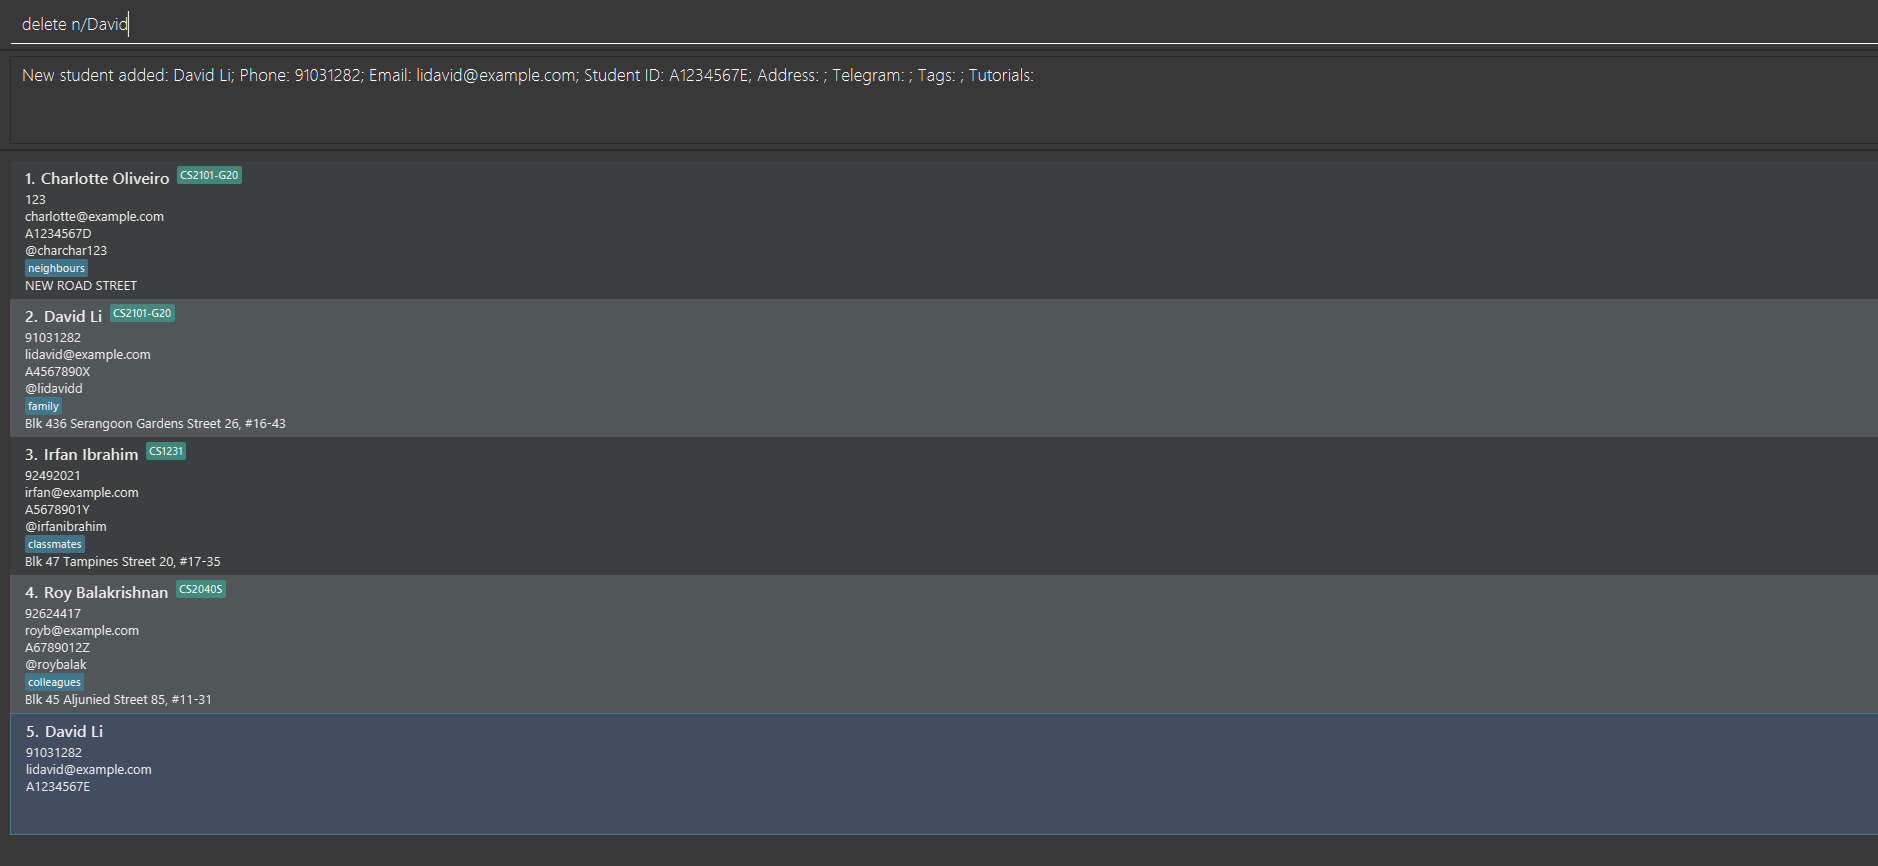 delete n/David
New student added: David Li; Phone: 91031282; Email: lidavid@example.com; Student ID: A1234567E; Address: ; Telegram: ; Tags: ; Tutorials:
1. Charlotte Oliveiro CS2101-G20
123
charlotte@example.com
A1234567D
@charchar123
neighbours
NEW ROAD STREET
2. David Li CS2101-G20
91031282
lidavid@example.com
A4567890X
@lidavidd
family
Blk 436 Serangoon Gardens Street 26, #16-43
3. Irfan Ibrahim CS1231
92492021
irfan@example.com
A5678901Y
@irfanibrahim
classmates
Blk 47 Tampines Street 20, #17-35
4. Roy Balakrishnan CS2040S
92624417
royb@example.com
A6789012Z
@roybalak
colleagues
Blk 45 Aljunied Street 85, #11-31
5. David Li
91031282
lidavid@example.com
A1234567E